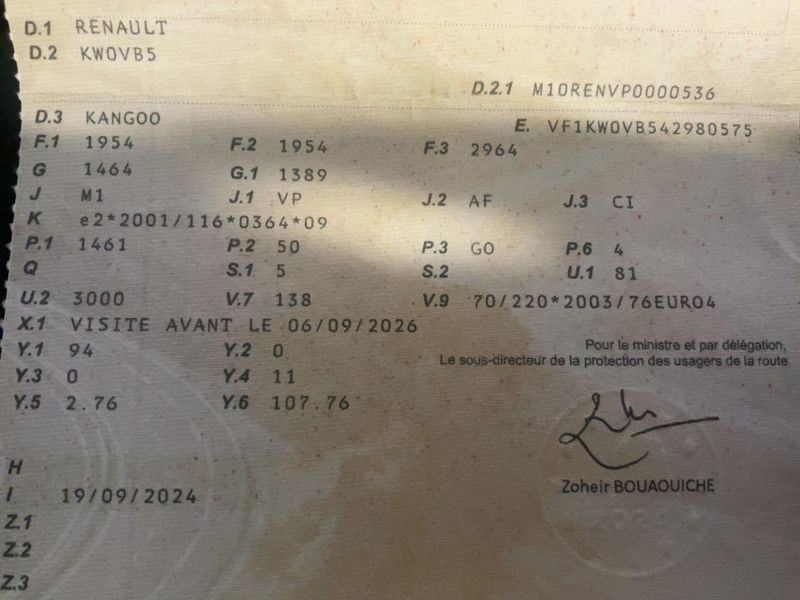 D.1 RENAULT
D.2 KW0VB5
D.2.1 M10RENVP0000536
D.3 KANGOO
E. VF1KW0VB542980575
F.1 1954 F.2 1954 F.3 2964
G 1464 G.1 1389
J M1 J.1 VP J.2 AF J.3 CI
K e2*2001/116*0364*09
P.1 1461 P.2 50 P.3 GO P.6 4
Q S.1 5 S.2 U.1 81
U.2 3000 V.7 138 V.9 70/220*2003/76EURO4
X.1 VISITE AVANT LE 06/09/2026
Y.1 94 Y.2 0
Y.3 0 Y.4 11
Y.5 2.76 Y.6 107.76
Pour le ministre et par délégation,
Le sous-directeur de la protection des usagers de la route
Zoheir BOUAOUICHE
H
I 19/09/2024
Z.1
Z.2
Z.3